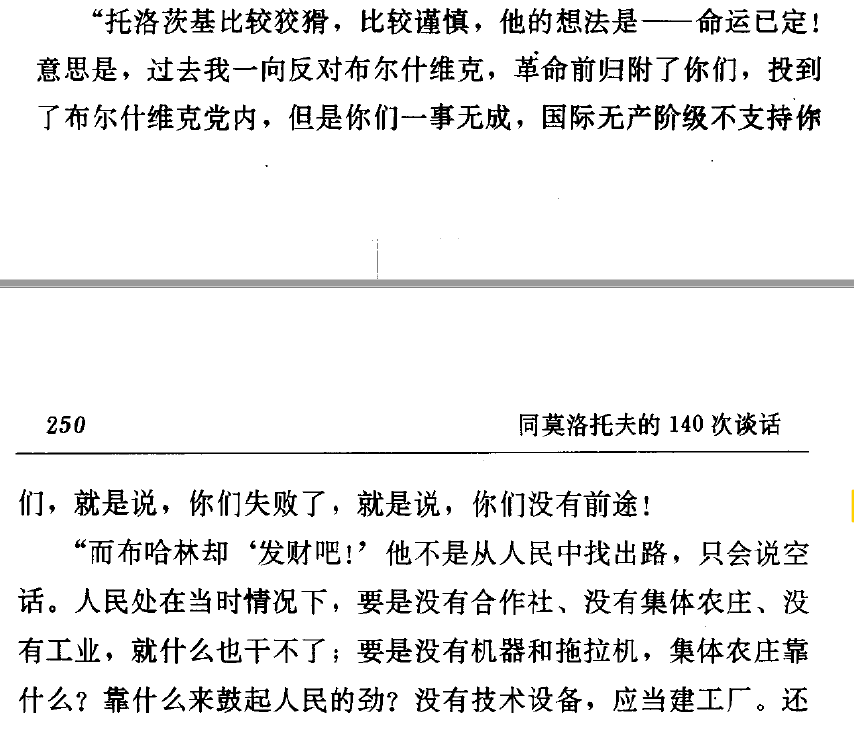 “托洛茨基比较狡猾，比较谨慎，他的想法是——命运已定！
意思是，过去我一向反对布尔什维克，革命前归附了你们，投到
了布尔什维克党内，但是你们一事无成，国际无产阶级不支持你
250 同莫洛托夫的 140 次谈话
们，就是说，你们失败了，就是说，你们没有前途！
“而布哈林却‘发财吧！’他不是从人民中找出路，只会说空
话。人民处在当时情况下，要是没有合作社、没有集体农庄、没
有工业，就什么也干不了；要是没有机器和拖拉机，集体农庄靠
什么？靠什么来鼓起人民的劲？没有技术设备，应当建工厂。还